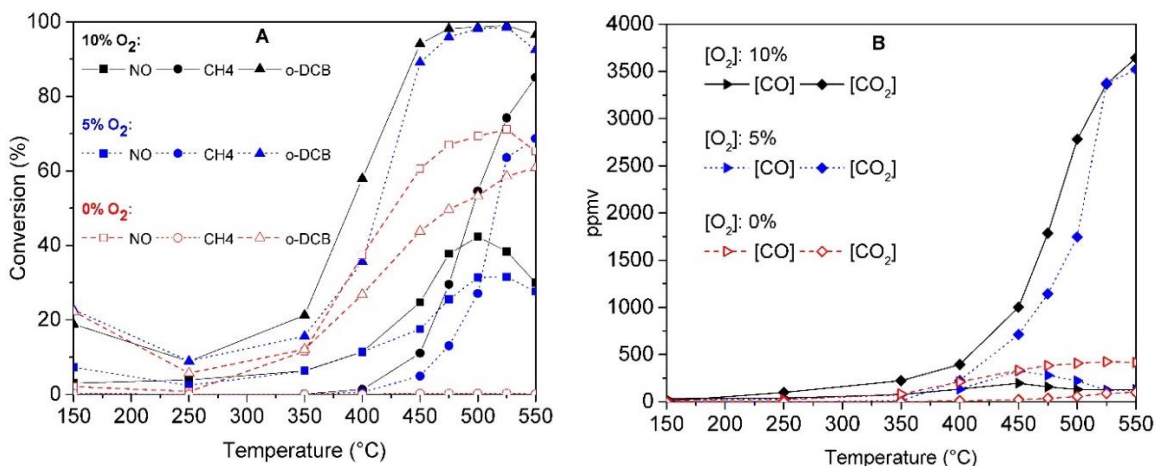 A
10% O2:
NO CH4 o-DCB
5% O2:
NO CH4 o-DCB
0% O2:
NO CH4 o-DCB
Conversion (%)
100
80
60
40
20
0
150 200 250 300 350 400 450 500 550
Temperature (°C)
B
[O2]: 10%
[CO] [CO2]
[O2]: 5%
[CO] [CO2]
[O2]: 0%
[CO] [CO2]
ppmv
4000
3500
3000
2500
2000
1500
1000
500
0
150 200 250 300 350 400 450 500 550
Temperature (°C)